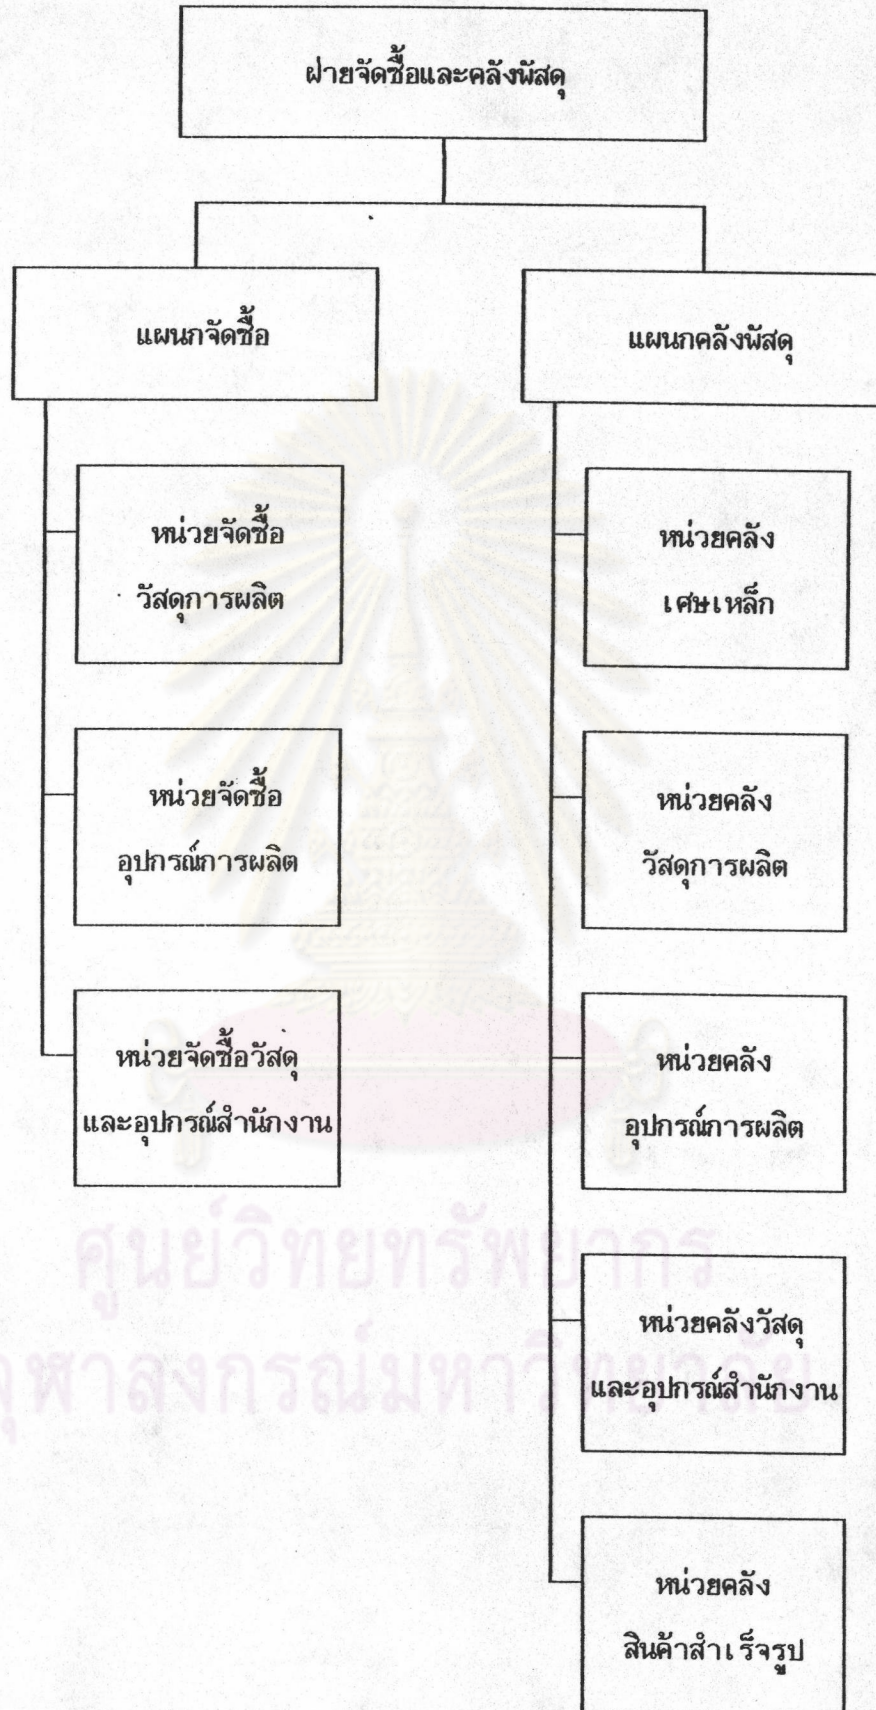 ฝ่ายจัดซื้อและคลังพัสดุ
แผนกจัดซื้อ
แผนกคลังพัสดุ
หน่วยจัดซื้อ
วัสดุการผลิต
หน่วยจัดซื้อ
อุปกรณ์การผลิต
หน่วยจัดซื้อวัสดุ
และอุปกรณ์สำนักงาน
หน่วยคลัง
เศษเหล็ก
หน่วยคลัง
วัสดุการผลิต
หน่วยคลัง
อุปกรณ์การผลิต
หน่วยคลังวัสดุ
และอุปกรณ์สำนักงาน
หน่วยคลัง
สินค้าสำเร็จรูป
ศูนย์วิทยทรัพยากร
จุฬาลงกรณ์มหาวิทยาลัย